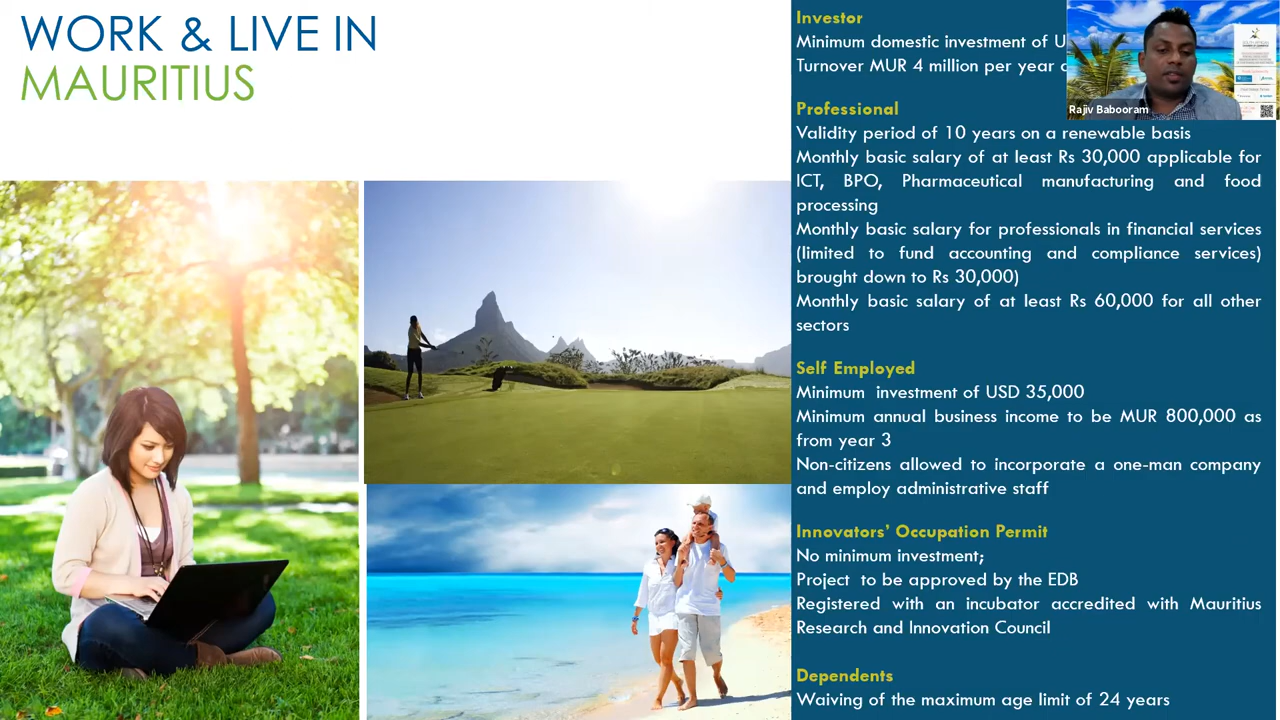 WORK & LIVE IN
MAURITIUS
Investor
Minimum domestic investment of U
Turnover MUR 4 million per year
Rajiv Babooram
Professional
Validity period of 10 years on a renewable basis
Monthly basic salary of at least Rs 30,000 applicable for
ICT, BPO, Pharmaceutical manufacturing and food
processing
Monthly basic salary for professionals in financial services
(limited to fund accounting and compliance services)
brought down to Rs 30,000)
Monthly basic salary of at least Rs 60,000 for all other
sectors
Self Employed
Minimum investment of USD 35,000
Minimum annual business income to be MUR 800,000 as
from year 3
Non-citizens allowed to incorporate a one-man company
and employ administrative staff
Innovators’ Occupation Permit
No minimum investment;
Project to be approved by the EDB
Registered with an incubator accredited with Mauritius
Research and Innovation Council
Dependents
Waiving of the maximum age limit of 24 years